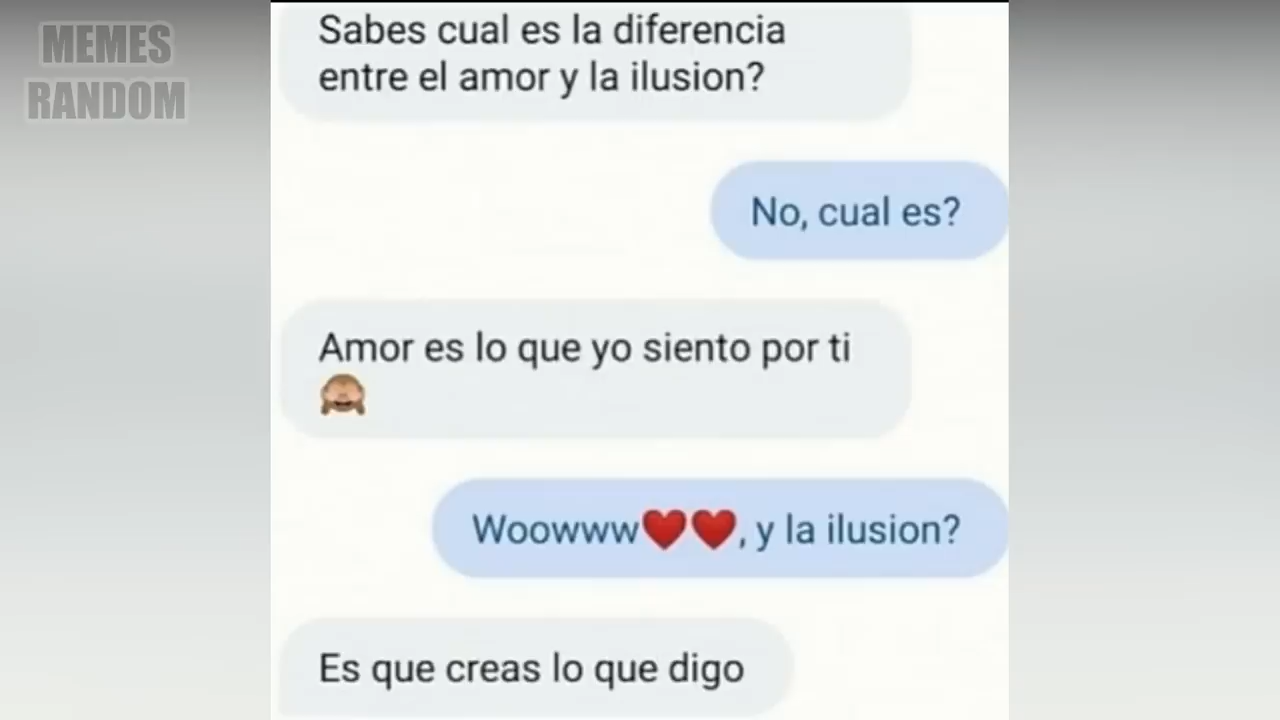 MEMES
RANDOM
Sabes cual es la diferencia
entre el amor y la ilusion?
No, cual es?
Amor es lo que yo siento por ti
🙈
Woowww❤️❤️, y la ilusion?
Es que creas lo que digo